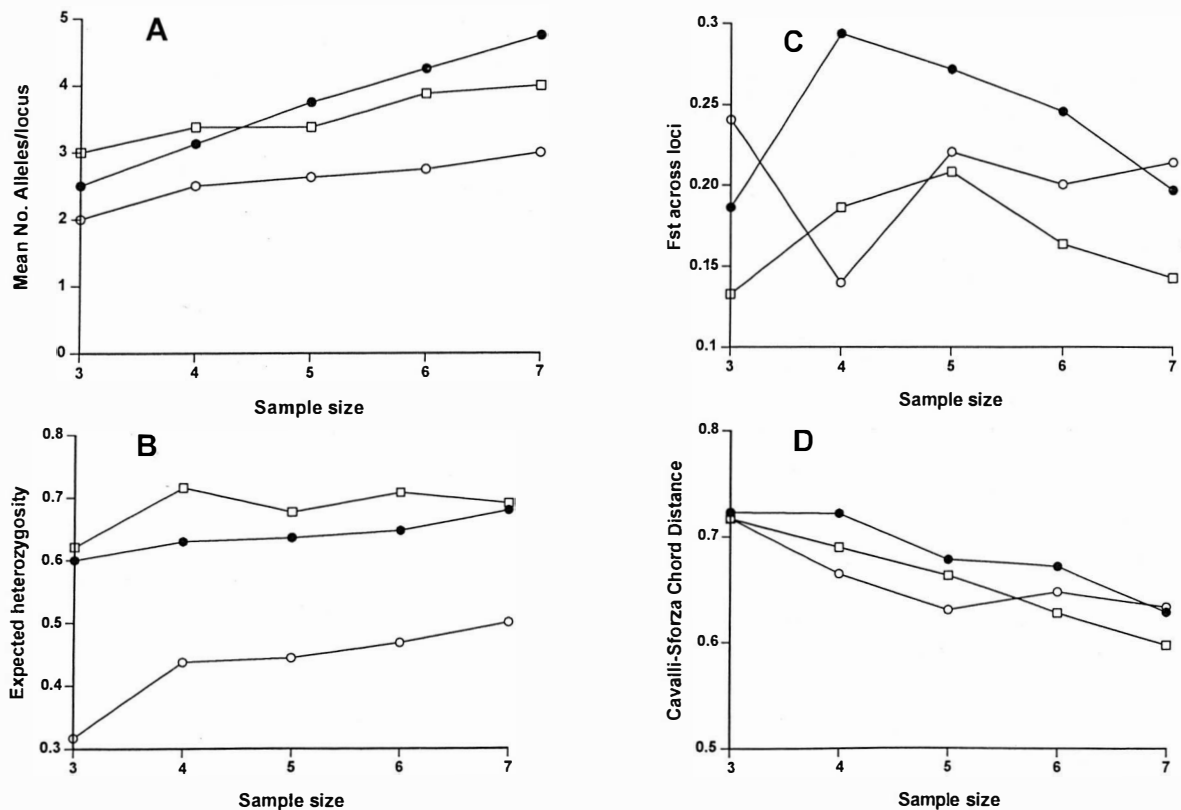 A
Mean No. Alleles/locus
5
4
3
2
1
0
3 4 5 6 7
Sample size
B
Expected heterozygosity
0.8
0.7
0.6
0.5
0.4
0.3
3 4 5 6 7
Sample size
C
Fst across loci
0.3
0.25
0.20
0.15
0.1
3 4 5 6 7
Sample size
D
Cavalli-Sforza Chord Distance
0.8
0.7
0.6
0.5
3 4 5 6 7
Sample size